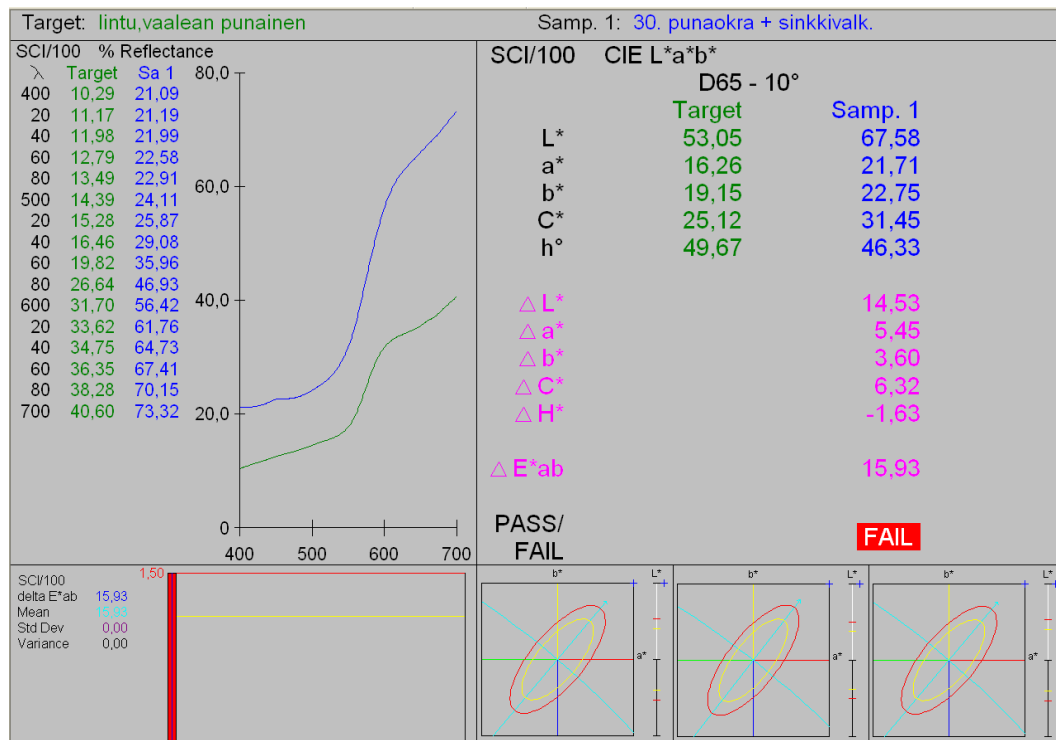 Target: lintu,vaalean punainen Samp. 1: 30. punaokra + sinkkivalk.
SCI/100 % Reflectance
λ Target Sa 1
400 10,29 21,09
20 11,17 21,19
40 11,98 21,99
60 12,79 22,58
80 13,49 22,91
500 14,39 24,11
20 15,28 25,87
40 16,46 29,08
60 19,82 35,96
80 26,64 46,93
600 31,70 56,42
20 33,62 61,76
40 34,75 64,73
60 36,35 67,41
80 38,28 70,15
700 40,60 73,32
80,0
60,0
40,0
20,0
0
400 500 600 700
SCI/100 CIE L*a*b*
D65 - 10°
Target Samp. 1
L* 53,05 67,58
a* 16,26 21,71
b* 19,15 22,75
C* 25,12 31,45
h° 49,67 46,33
△ L* 14,53
△ a* 5,45
△ b* 3,60
△ C* 6,32
△ H* -1,63
△ E*ab 15,93
PASS/
FAIL
FAIL
SCI/100
delta E*ab 15,93
Mean 15,93
Std Dev 0,00
Variance 0,00
1,50
b* L*
a*
b* L*
a*
b* L*
a*